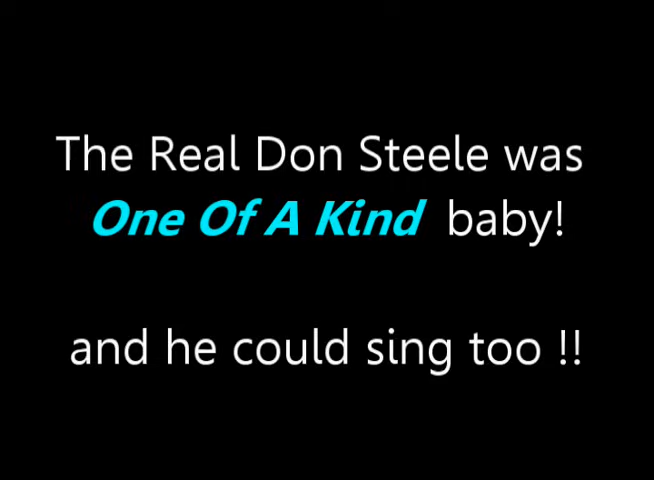 The Real Don Steele was
One Of A Kind baby!
and he could sing too !!